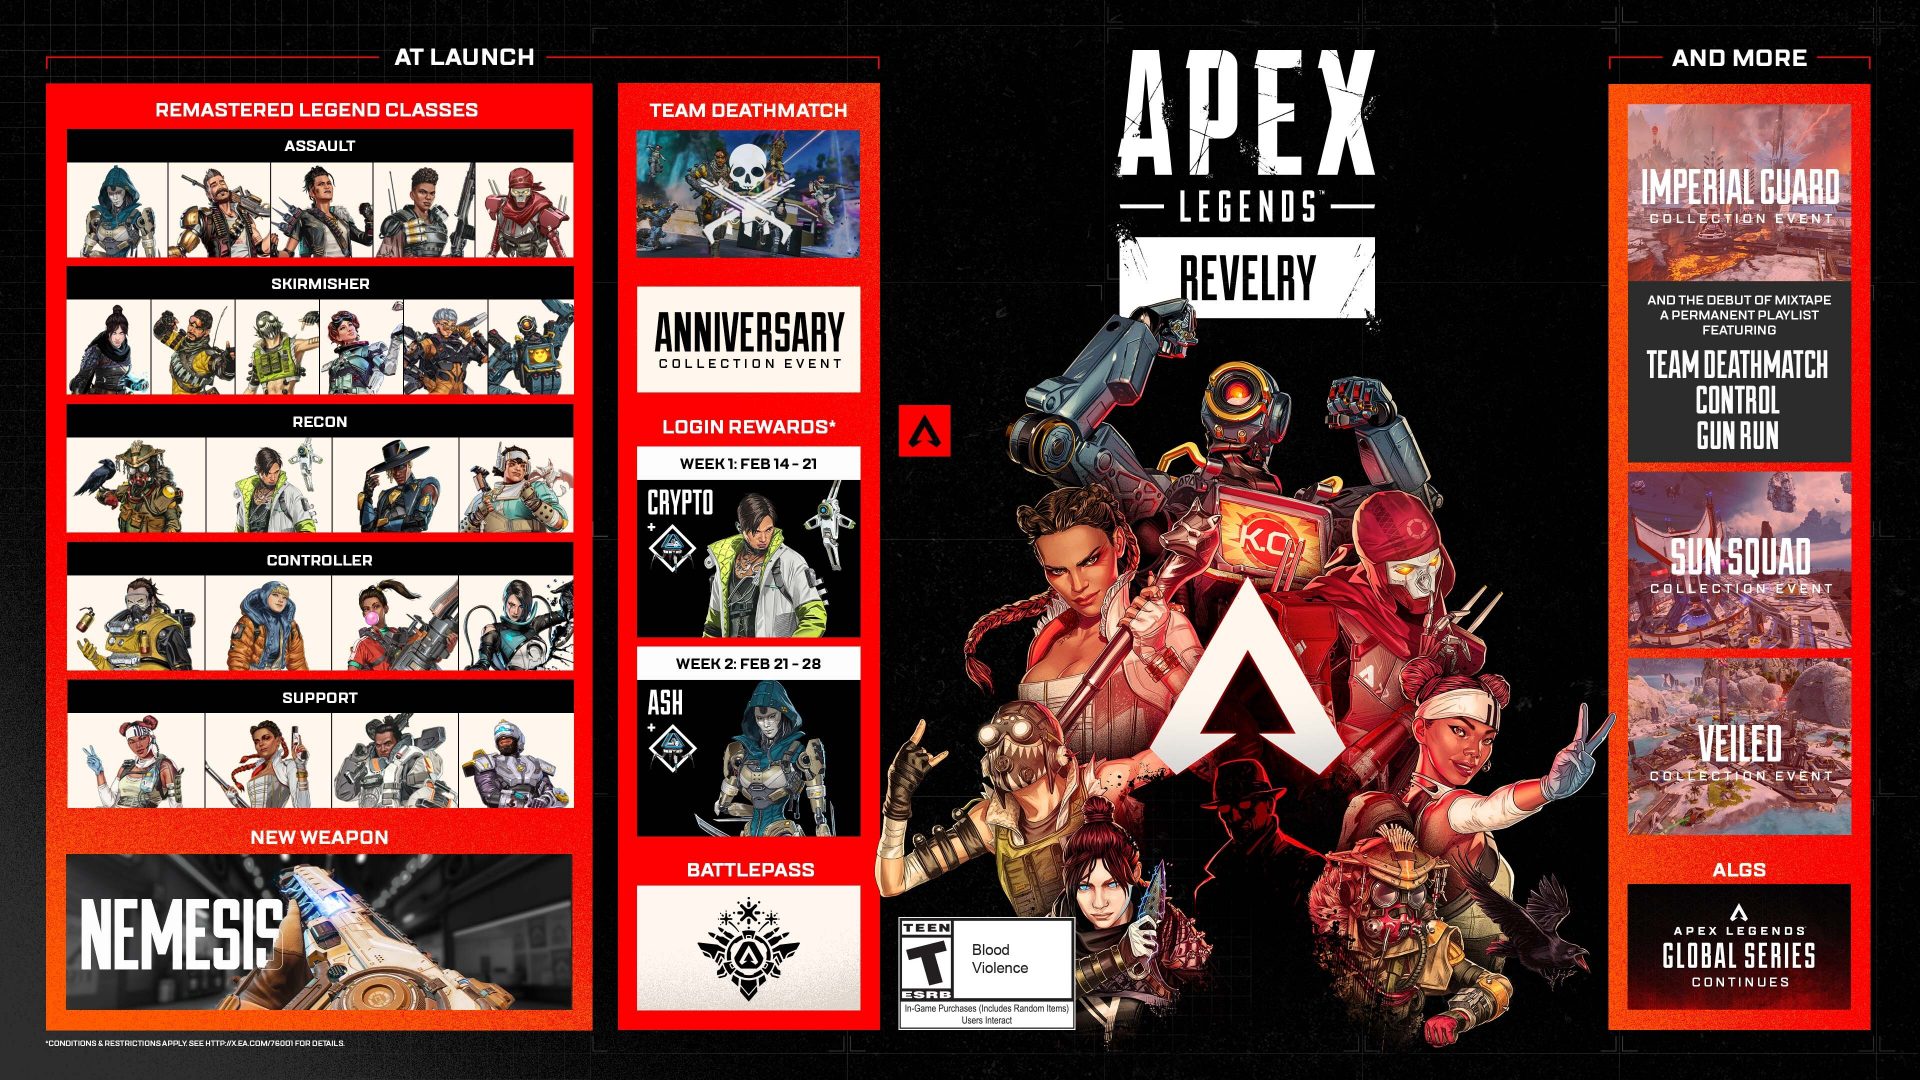 AT LAUNCH
REMASTERED LEGEND CLASSES
ASSAULT
SKIRMISHER
RECON
CONTROLLER
SUPPORT
NEW WEAPON
NEMESIS
*CONDITIONS & RESTRICTIONS APPLY. SEE HTTP://X.EA.COM/76001 FOR DETAILS.
TEAM DEATHMATCH
ANNIVERSARY
COLLECTION EVENT
LOGIN REWARDS*
WEEK 1: FEB 14 - 21
CRYPTO
+
WEEK 2: FEB 21 - 28
ASH
+
BATTLEPASS
APEX
LEGENDS™
REVELRY
K.O
TEEN
T
ESRB
Blood
Violence
In-Game Purchases (Includes Random Items)
Users Interact
AND MORE
IMPERIAL GUARD
COLLECTION EVENT
AND THE DEBUT OF MIXTAPE
A PERMANENT PLAYLIST
FEATURING
TEAM DEATHMATCH
CONTROL
GUN RUN
SUN SQUAD
COLLECTION EVENT
VEILED
COLLECTION EVENT
ALGS
APEX LEGENDS
GLOBAL SERIES
CONTINUES